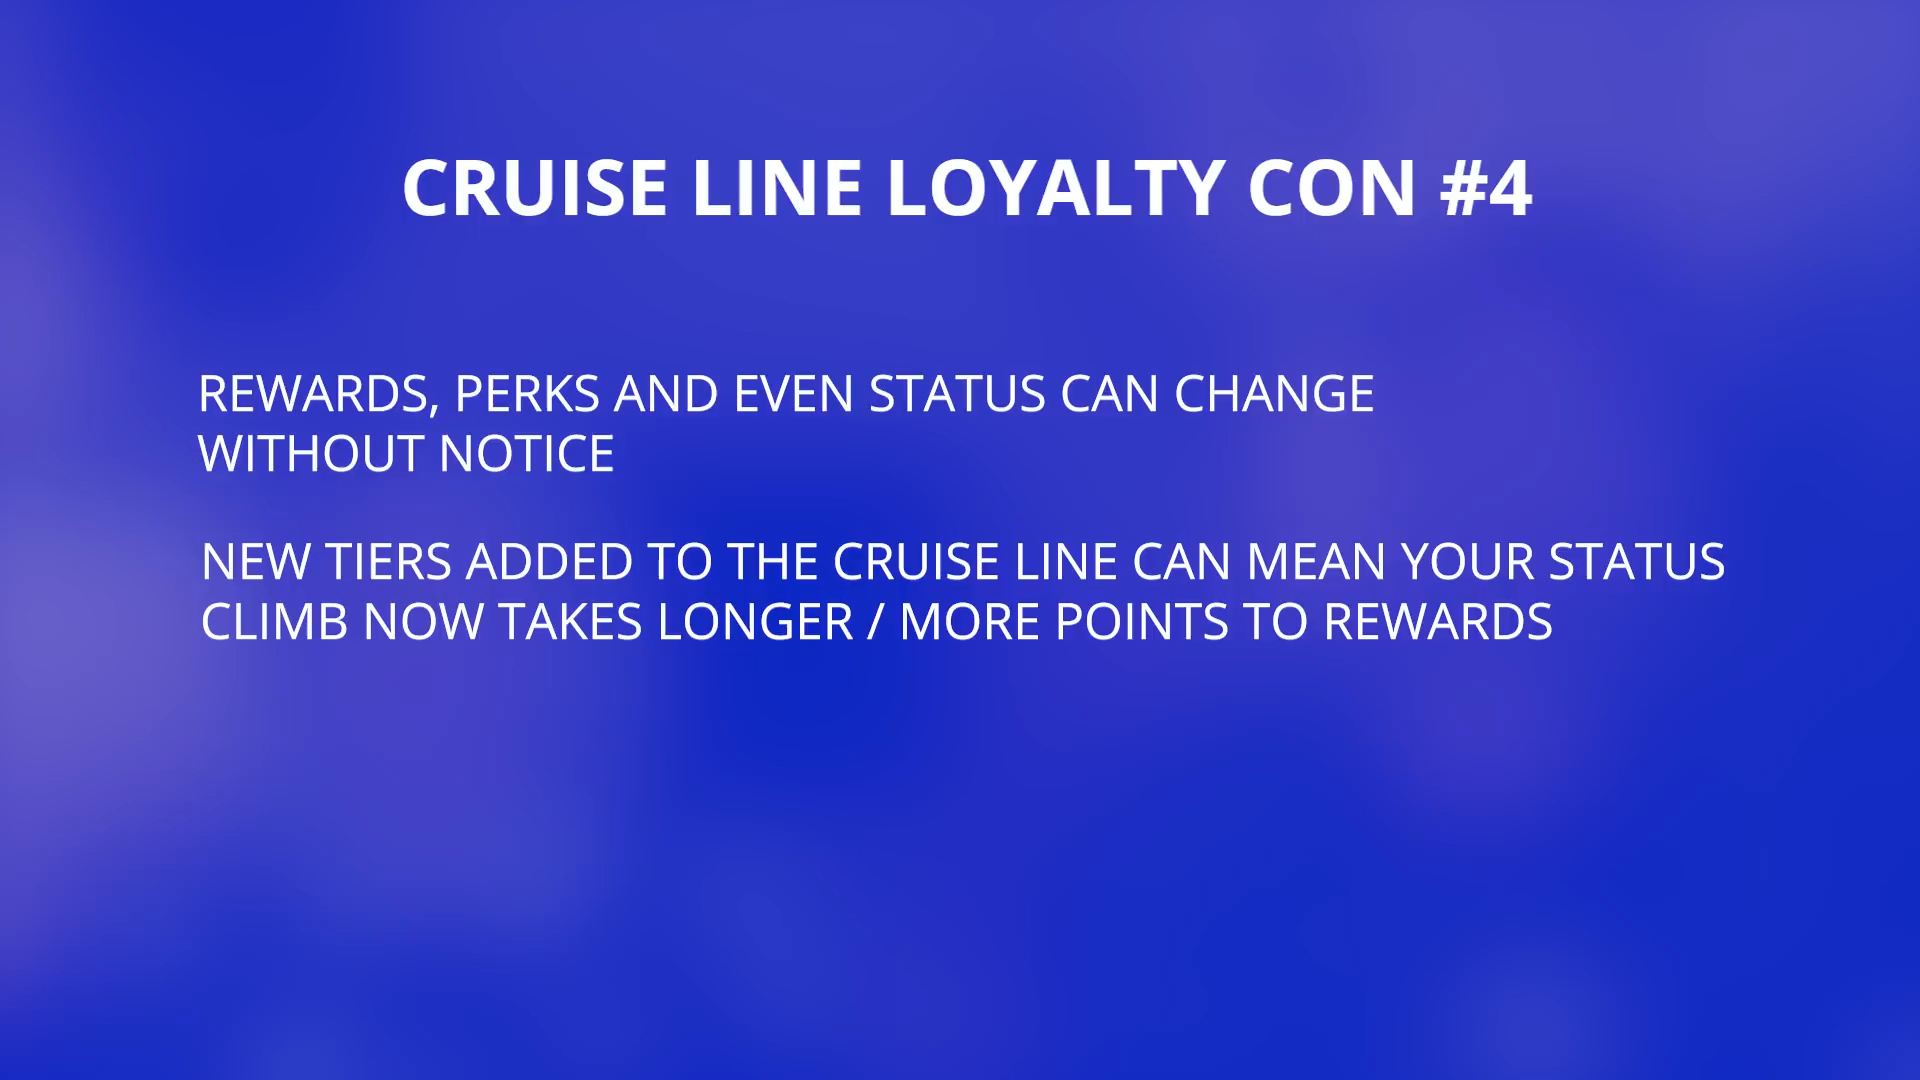 CRUISE LINE LOYALTY CON #4
REWARDS, PERKS AND EVEN STATUS CAN CHANGE
WITHOUT NOTICE
NEW TIERS ADDED TO THE CRUISE LINE CAN MEAN YOUR STATUS
CLIMB NOW TAKES LONGER / MORE POINTS TO REWARDS